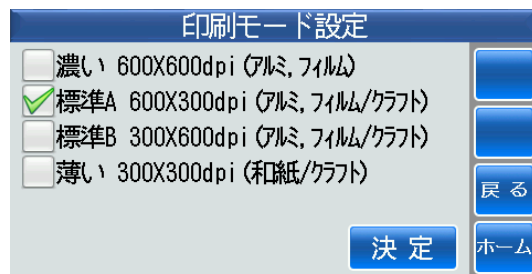 印刷モード設定
濃い 600X600dpi (ｱﾙﾐ,ﾌｨﾙﾑ)
標準A 600X300dpi (ｱﾙﾐ,ﾌｨﾙﾑ/ｸﾗﾌﾄ)
標準B 300X600dpi (ｱﾙﾐ,ﾌｨﾙﾑ/ｸﾗﾌﾄ)
薄い 300X300dpi (和紙/ｸﾗﾌﾄ)
戻る
決定
ホーム